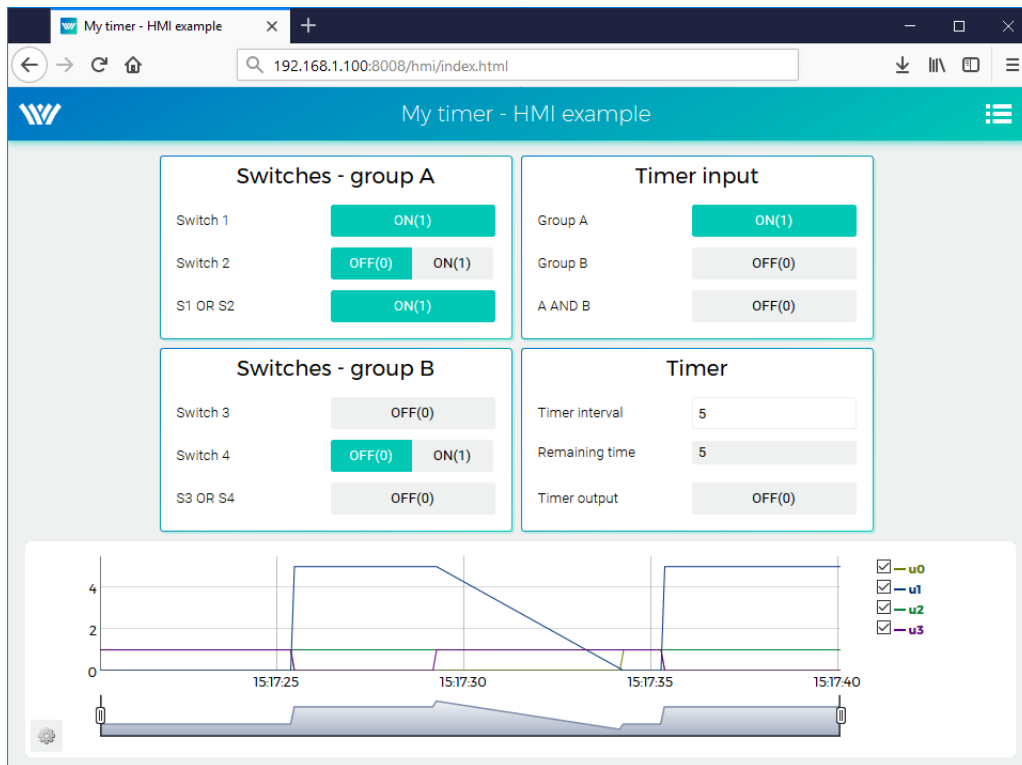 My timer - HMI example
192.168.1.100:8008/hmi/index.html
My timer - HMI example
Switches - group A
Switch 1 ON(1)
Switch 2 OFF(0) ON(1)
S1 OR S2 ON(1)
Timer input
Group A ON(1)
Group B OFF(0)
A AND B OFF(0)
Switches - group B
Switch 3 OFF(0)
Switch 4 OFF(0) ON(1)
S3 OR S4 OFF(0)
Timer
Timer interval 5
Remaining time 5
Timer output OFF(0)
4
2
0
15:17:25 15:17:30 15:17:35 15:17:40
u0
u1
u2
u3